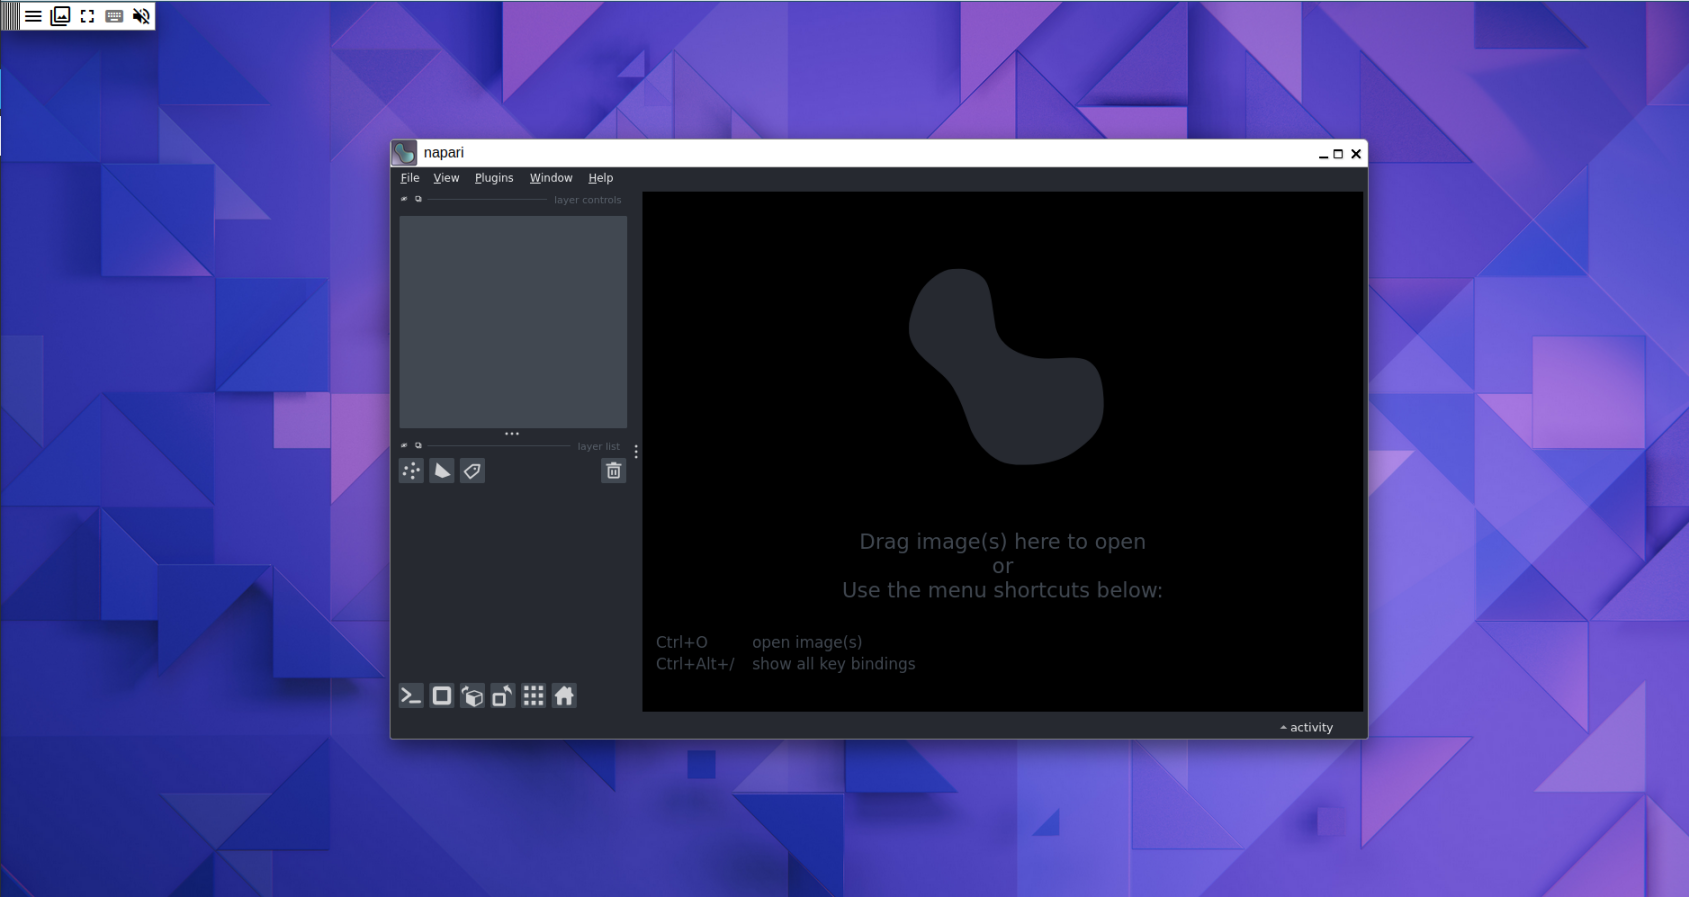 napari
File View Plugins Window Help
layer controls
layer list
Drag image(s) here to open
or
Use the menu shortcuts below:
Ctrl+O open image(s)
Ctrl+Alt+/ show all key bindings
activity